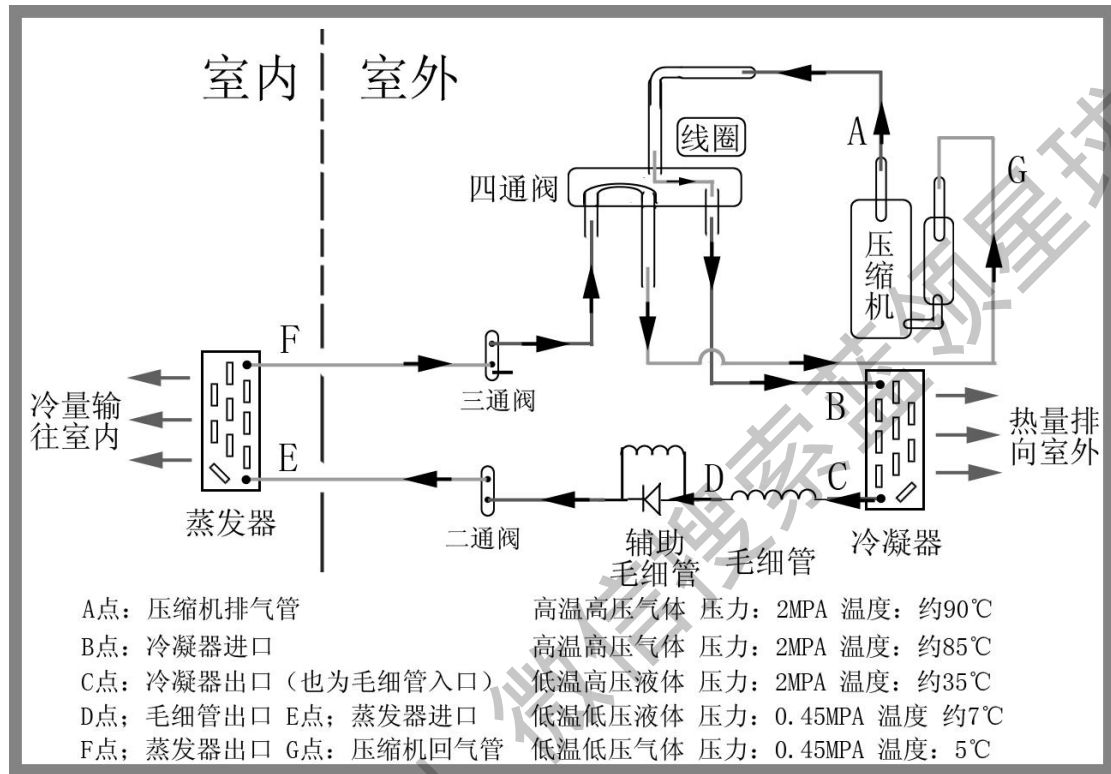 室内
室外
线圈
A
G
四通阀
压缩机
F
三通阀
B
冷量输
往室内
热量排
向室外
E
D
C
蒸发器
二通阀
辅助
毛细管
毛细管
冷凝器
A点: 压缩机排气管 高温高压气体 压力: 2MPA 温度: 约90℃
B点: 冷凝器进口 高温高压气体 压力: 2MPA 温度: 约85℃
C点: 冷凝器出口（也为毛细管入口） 低温高压液体 压力: 2MPA 温度: 约35℃
D点; 毛细管出口 E点; 蒸发器进口 低温低压液体 压力: 0.45MPA 温度 约7℃
F点; 蒸发器出口 G点: 压缩机回气管 低温低压气体 压力: 0.45MPA 温度: 5℃
微信搜索蓝领星球